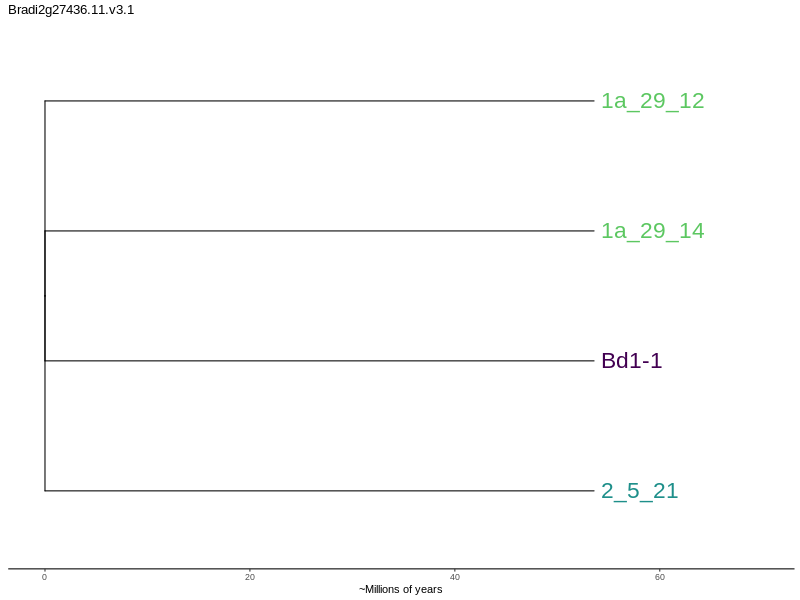 Bradi2g27436.11.v3.1
1a_29_12
1a_29_14
Bd1-1
2_5_21
0 20 40 60
~Millions of years